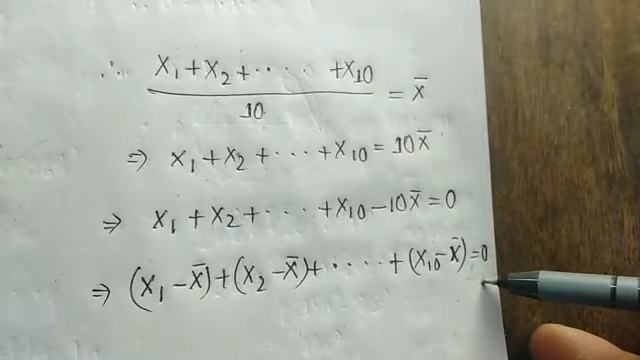 ∴ (x₁+x₂+⋯⋯+x₁₀)/10 = x̄
⇒ x₁+x₂+⋯+x₁₀=10x̄
⇒ x₁+x₂+⋯⋯+x₁₀−10x̄=0
⇒ (x₁−x̄)+(x₂−x̄)+⋯⋯+(x₁₀−x̄)=0